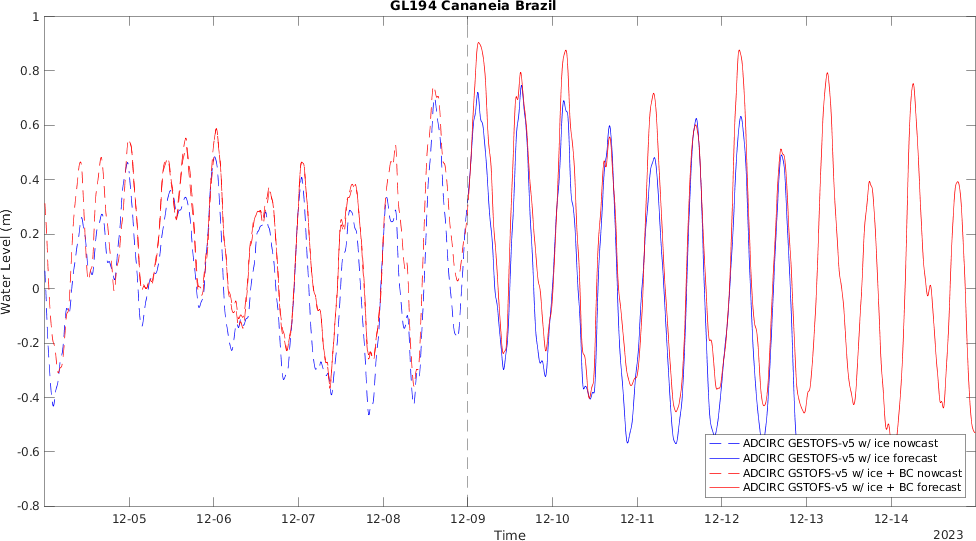 GL194 Cananeia Brazil
1
0.8
0.6
0.4
0.2
0
-0.2
-0.4
-0.6
-0.8
Water Level (m)
ADCIRC GESTOFS-v5 w/ ice nowcast
ADCIRC GESTOFS-v5 w/ ice forecast
ADCIRC GSTOFS-v5 w/ ice + BC nowcast
ADCIRC GSTOFS-v5 w/ ice + BC forecast
12-05 12-06 12-07 12-08 12-09 12-10 12-11 12-12 12-13 12-14
Time
2023